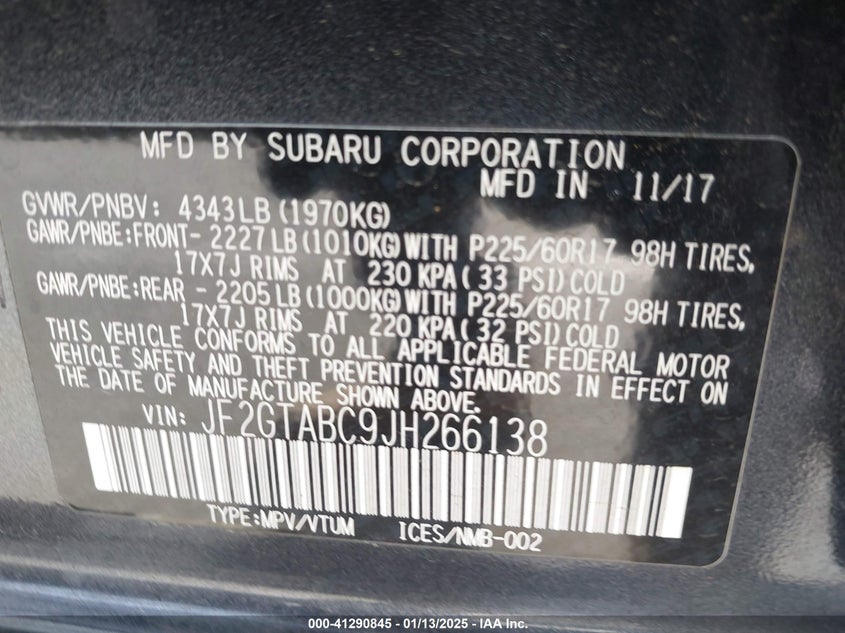 MFD BY SUBARU CORPORATION
MFD IN 11/17
GVWR/PNBV: 4343LB (1970KG)
GAWR/PNBE:FRONT- 2227LB(1010KG)WITH P225/60R17 98H TIRES,
17X7J RIMS AT 230 KPA(33 PSI)COLD
GAWR/PNBE:REAR - 2205LB(1000KG)WITH P225/60R17 98H TIRES,
17X7J RIMS AT 220 KPA(32 PSI)COLD
THIS VEHICLE CONFORMS TO ALL APPLICABLE FEDERAL MOTOR
VEHICLE SAFETY AND THEFT PREVENTION STANDARDS IN EFFECT ON
THE DATE OF MANUFACTURE SHOWN ABOVE.
VIN: JF2GTABC9JH266138
TYPE:MPV/VTUM ICES/NMB-002
000-41290845 - 01/13/2025 - IAA Inc.